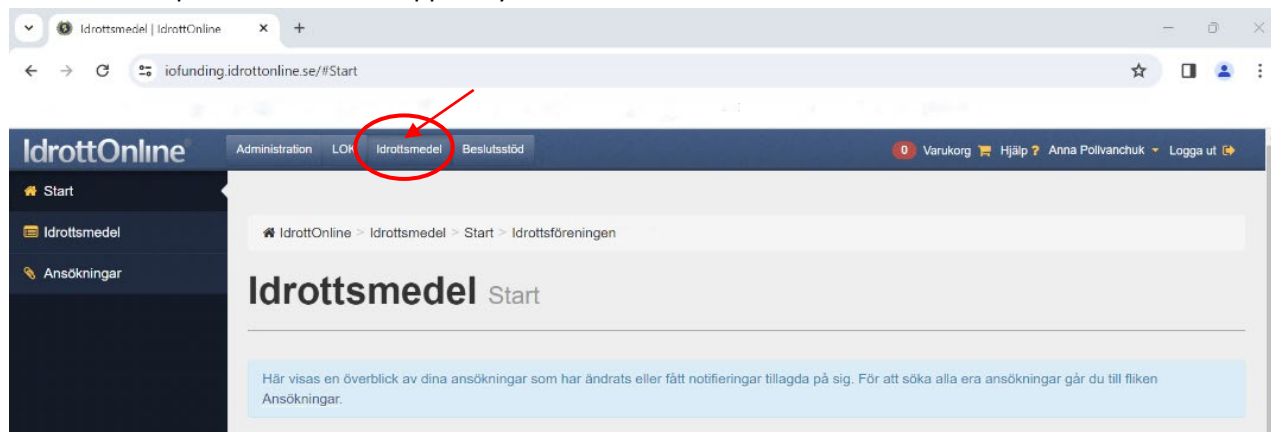 Idrottsmedel | IdrottOnline
iofunding.idrottonline.se/#Start
IdrottOnline Administration LOK Idrottsmedel Beslutsstöd 0 Varukorg Hjälp ? Anna Polivanchuk Logga ut
Start
Idrottsmedel
Ansökningar
IdrottOnline > Idrottsmedel > Start > Idrottsföreningen
Idrottsmedel Start
Här visas en överblick av dina ansökningar som har ändrats eller fått notifieringar tillagda på sig. För att söka alla era ansökningar går du till fliken
Ansökningar.